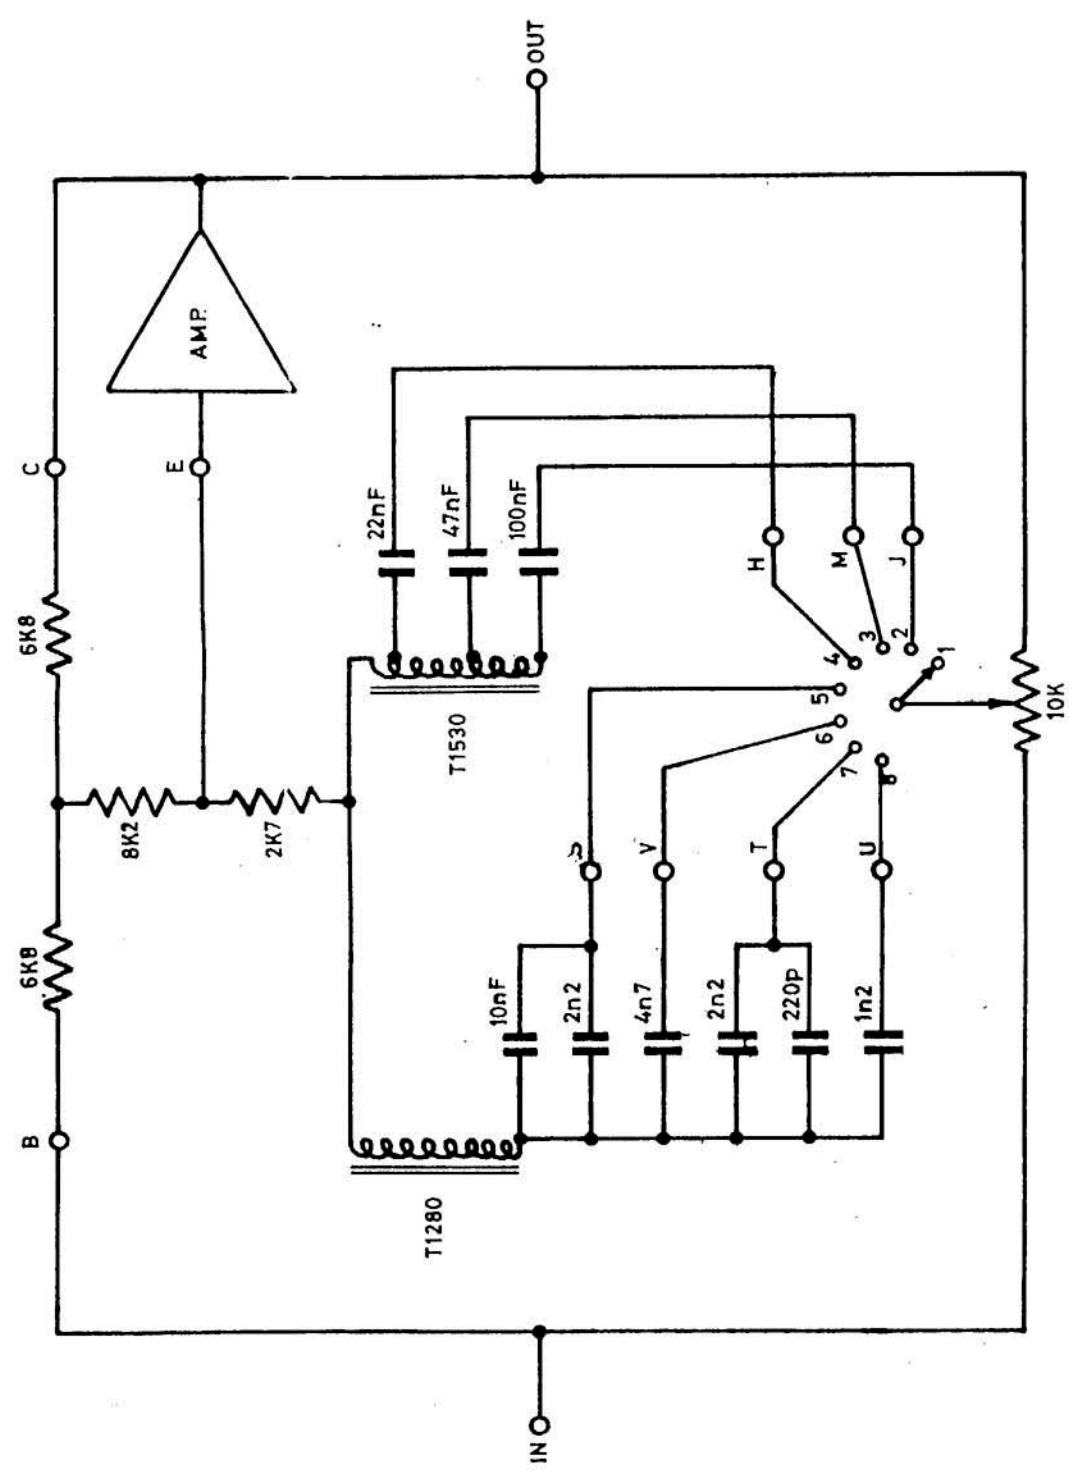 OUT
C
E
AMP.
6K8
22nF
47nF
100nF
H
M
J
T1530
4
3
2
1
5
6
7
8
10K
8K2
2K7
6K8
S
V
T
U
10nF
2n2
4n7
2n2
220p
1n2
B
T1280
IN